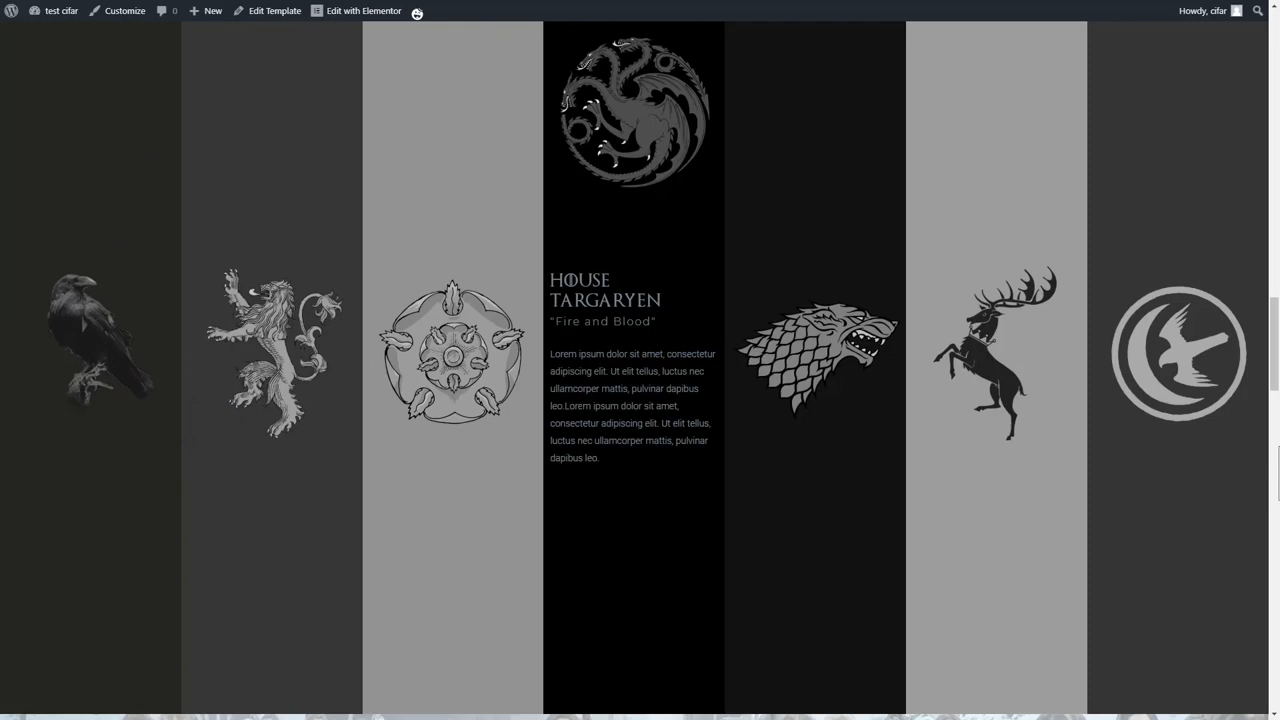 test cifar
Customize
0
New
Edit Template
Edit with Elementor
Howdy, cifar
HOUSE
TARGARYEN
"Fire and Blood"
Lorem ipsum dolor sit amet, consectetur
adipiscing elit. Ut elit tellus, luctus nec
ullamcorper mattis, pulvinar dapibus
leo.Lorem ipsum dolor sit amet,
consectetur adipiscing elit. Ut elit tellus,
luctus nec ullamcorper mattis, pulvinar
dapibus leo.